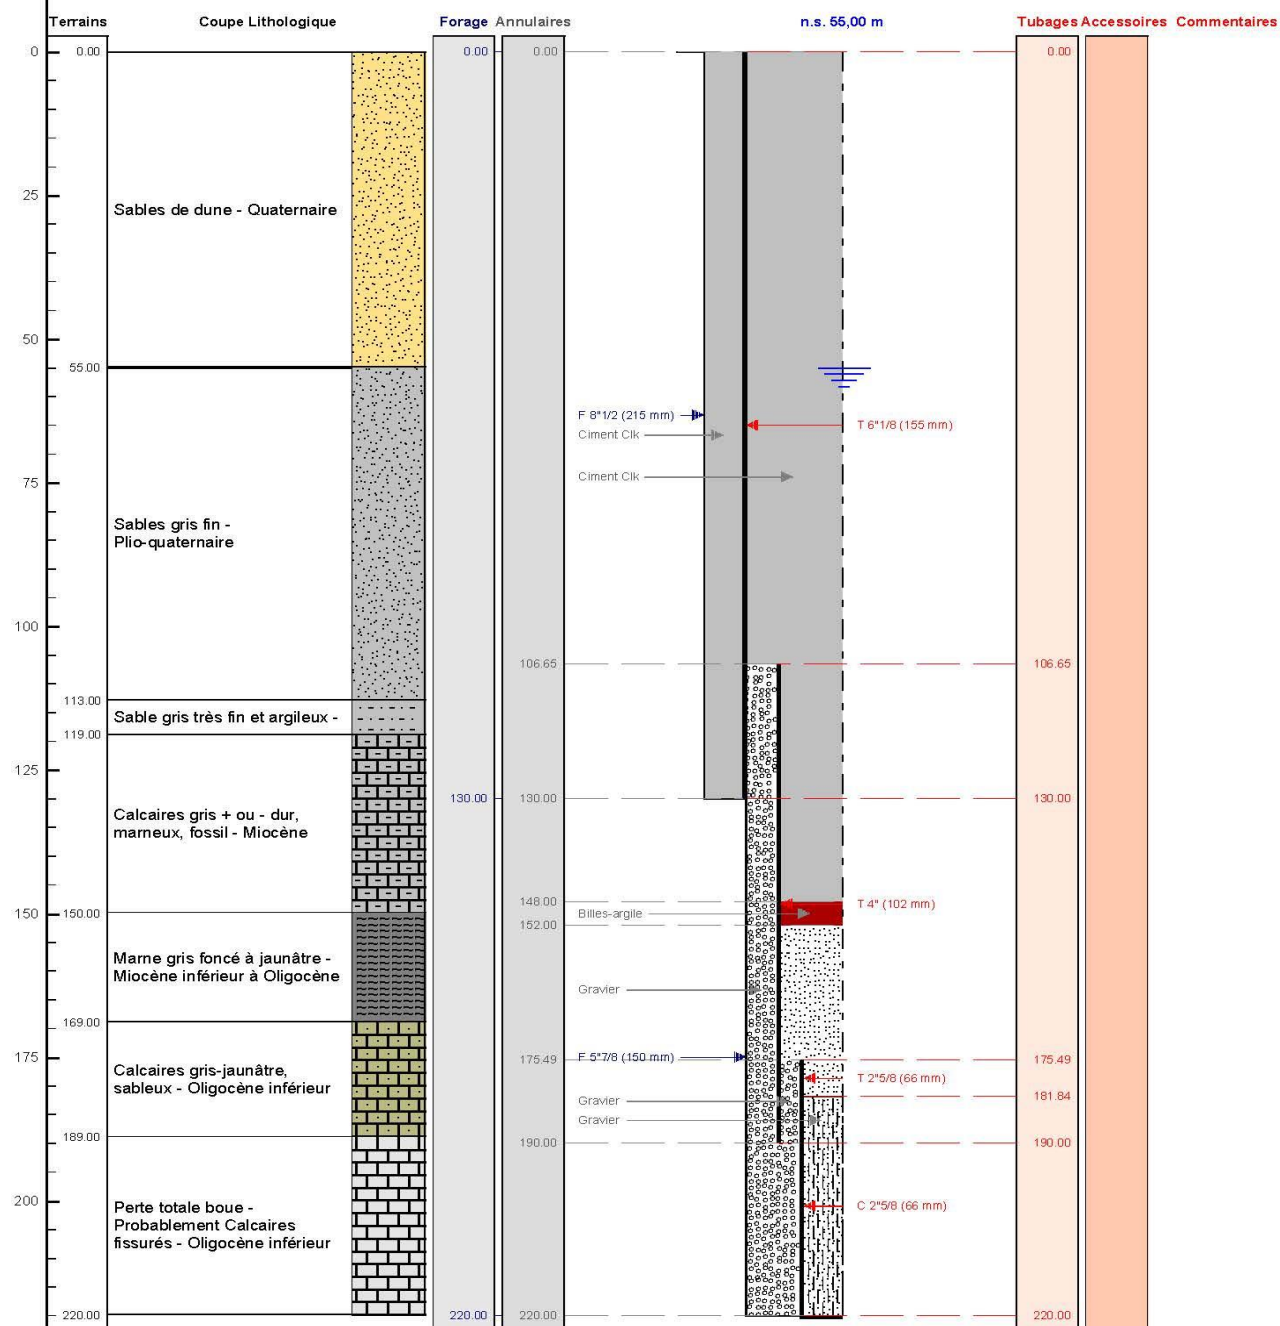 Terrains Coupe Lithologique Forage Annulaires n.s. 55,00 m Tubages Accessoires Commentaires
0 0.00 0.00 0.00 0.00
25
Sables de dune - Quaternaire
50
55.00
F 8"1/2 (215 mm)
T 6"1/8 (155 mm)
Ciment Clk
75
Ciment Clk
Sables gris fin -
Plio-quaternaire
100
106.65 106.65
113.00
Sable gris très fin et argileux -
119.00
125
130.00 130.00 130.00
Calcaires gris + ou - dur,
marneux, fossil - Miocène
148.00
T 4" (102 mm)
150 150.00
Billes-argile
152.00
Marne gris foncé à jaunâtre -
Miocène inférieur à Oligocène
Gravier
169.00
175
F 5"7/8 (150 mm)
175.49 175.49
Calcaires gris-jaunâtre,
sableux - Oligocène inférieur
T 2"5/8 (66 mm)
181.84
Gravier
Gravier
189.00
190.00 190.00
200
C 2"5/8 (66 mm)
Perte totale boue -
Probablement Calcaires
fissurés - Oligocène inférieur
220.00 220.00 220.00 220.00